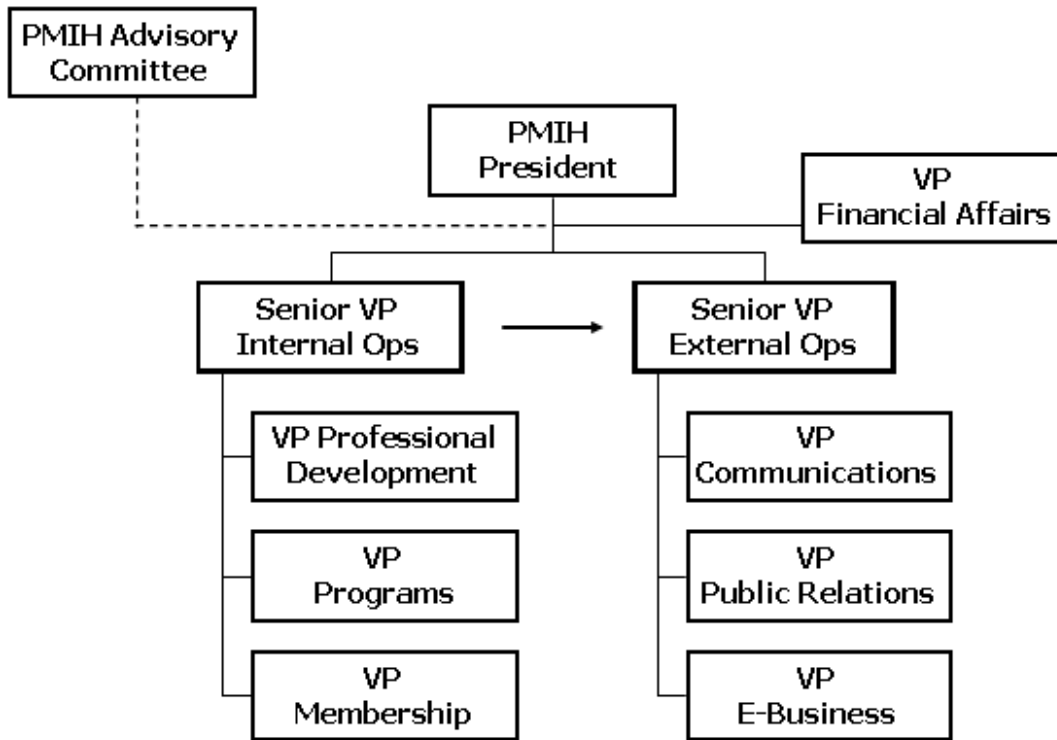 PMIH Advisory
Committee
PMIH
President
VP
Financial Affairs
Senior VP
Internal Ops
Senior VP
External Ops
VP Professional
Development
VP
Communications
VP
Programs
VP
Public Relations
VP
Membership
VP
E-Business